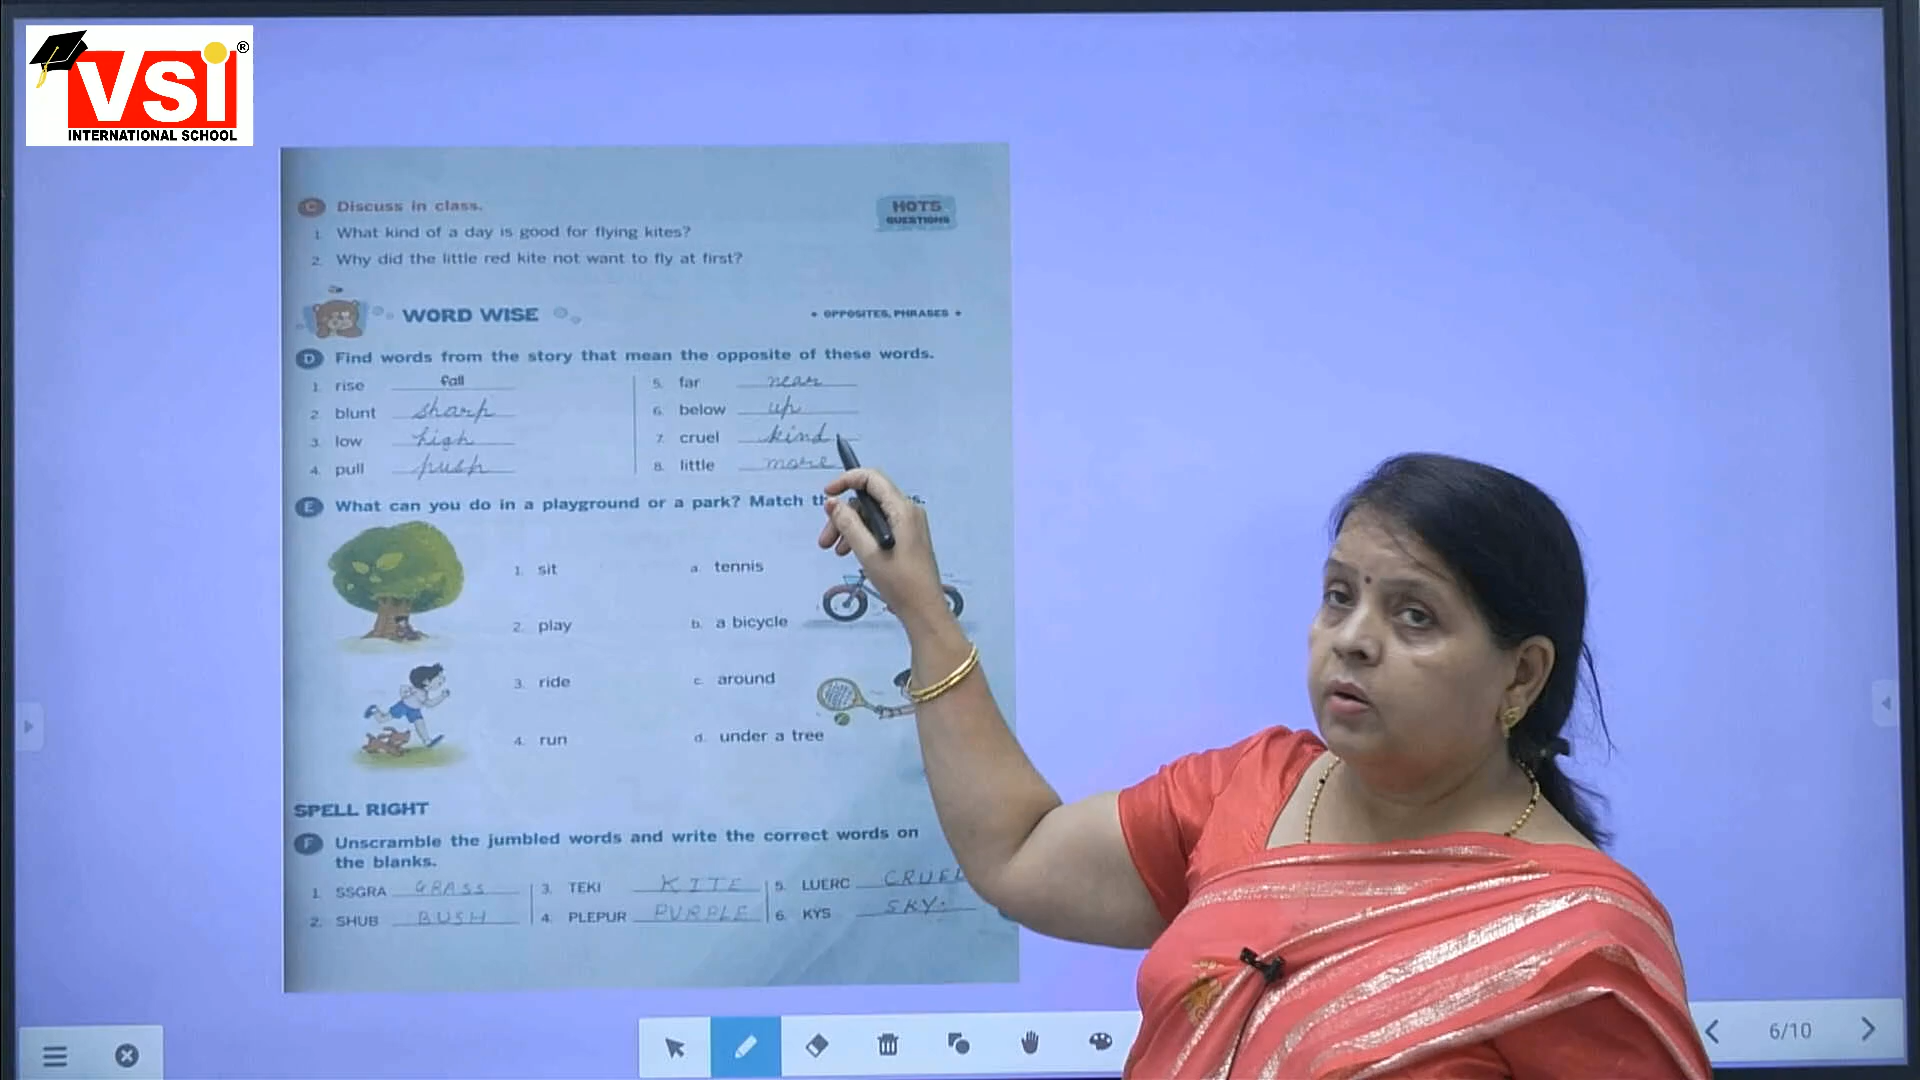 VSI ®
INTERNATIONAL SCHOOL
C Discuss in class.
HOTS
QUESTIONS
1. What kind of a day is good for flying kites?
2. Why did the little red kite not want to fly at first?
WORD WISE
• OPPOSITES, PHRASES •
D Find words from the story that mean the opposite of these words.
1. rise fall
2. blunt sharp
3. low high
4. pull push
5. far near
6. below up
7. cruel kind
8. little more
E What can you do in a playground or a park? Match th
1. sit
a. tennis
2. play
b. a bicycle
3. ride
c. around
4. run
d. under a tree
SPELL RIGHT
F Unscramble the jumbled words and write the correct words on
the blanks.
1. SSGRA GRASS
2. SHUB BUSH
3. TEKI KITE
4. PLEPUR PURPLE
5. LUERC CRUEL
6. KYS SKY.
6/10